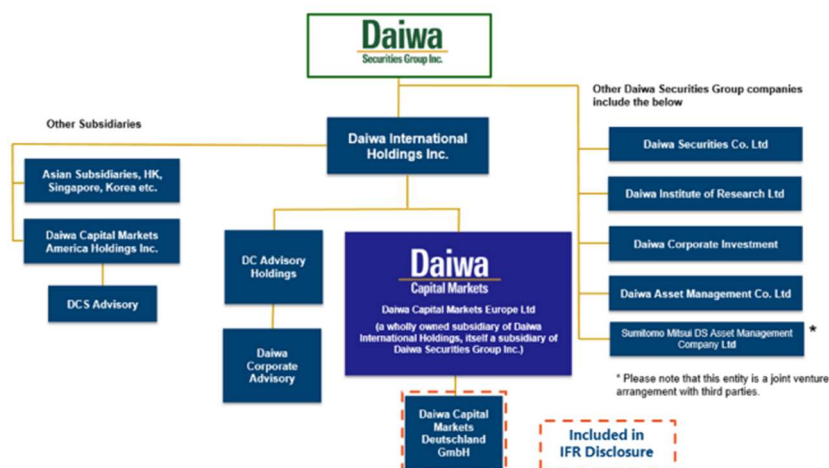 Daiwa
Securities Group Inc.
Other Daiwa Securities Group companies
include the below
Other Subsidiaries
Daiwa International
Holdings Inc.
Daiwa Securities Co. Ltd
Asian Subsidiaries, HK,
Singapore, Korea etc.
Daiwa Institute of Research Ltd
Daiwa Capital Markets
America Holdings Inc.
DC Advisory
Holdings
Daiwa
Capital Markets
Daiwa Corporate Investment
DCS Advisory
Daiwa Capital Markets Europe Ltd
(a wholly owned subsidiary of Daiwa
International Holdings, itself a subsidiary of
Daiwa Securities Group Inc.)
Daiwa Asset Management Co. Ltd
Sumitomo Mitsui DS Asset Management
Company Ltd
*
Daiwa
Corporate
Advisory
* Please note that this entity is a joint venture
arrangement with third parties.
Daiwa Capital
Markets
Deutschland
GmbH
Included in
IFR Disclosure